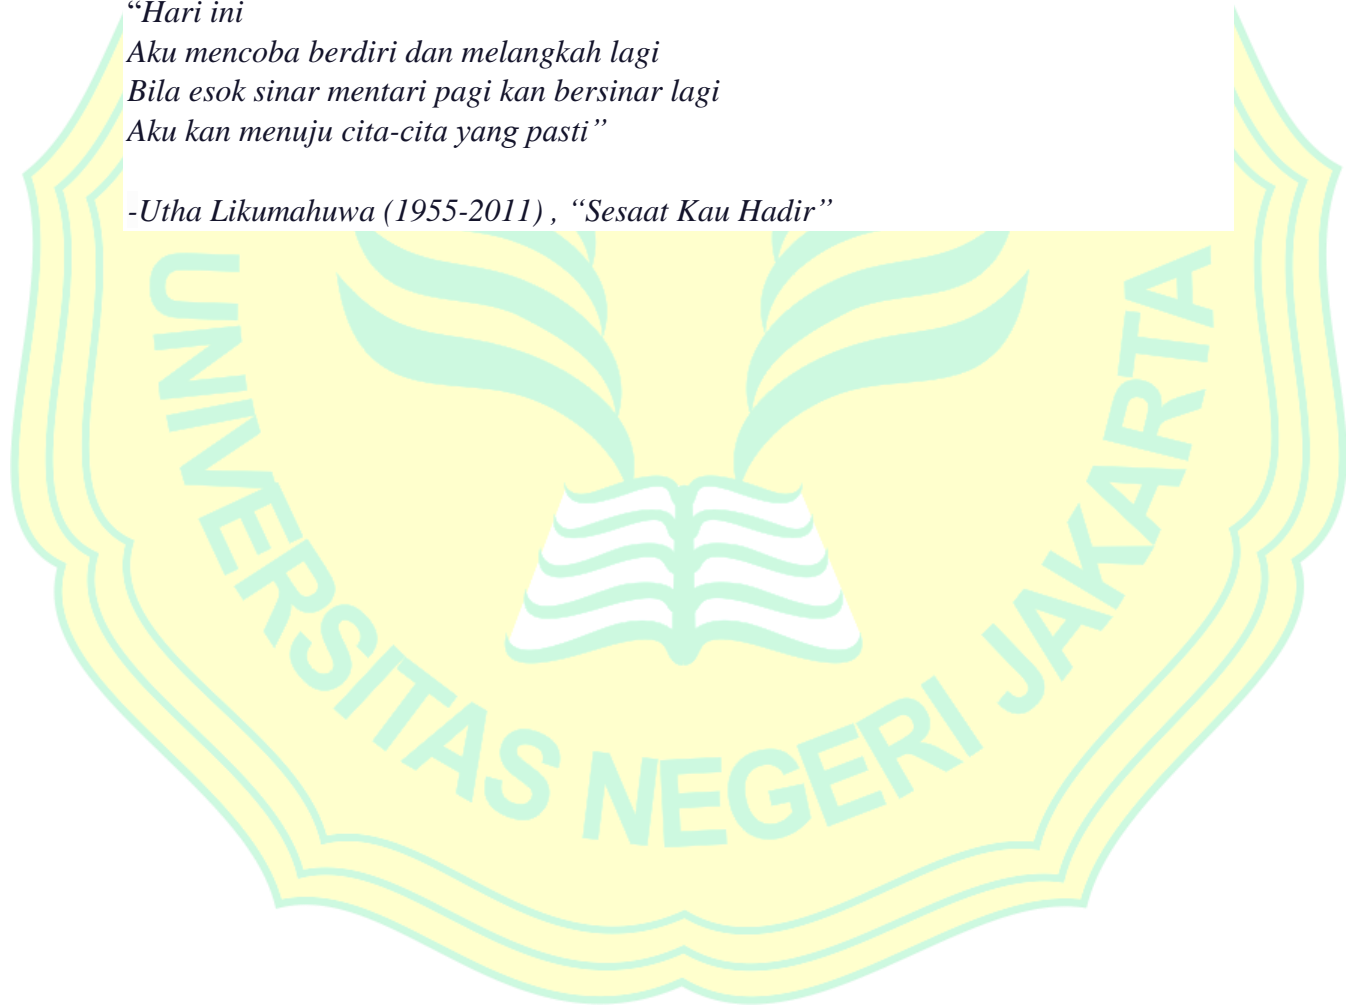 “Hari ini
Aku mencoba berdiri dan melangkah lagi
Bila esok sinar mentari pagi kan bersinar lagi
Aku kan menuju cita-cita yang pasti”
-Utha Likumahuwa (1955-2011) , “Sesaat Kau Hadir”
UNIVERSITAS NEGERI JAKARTA